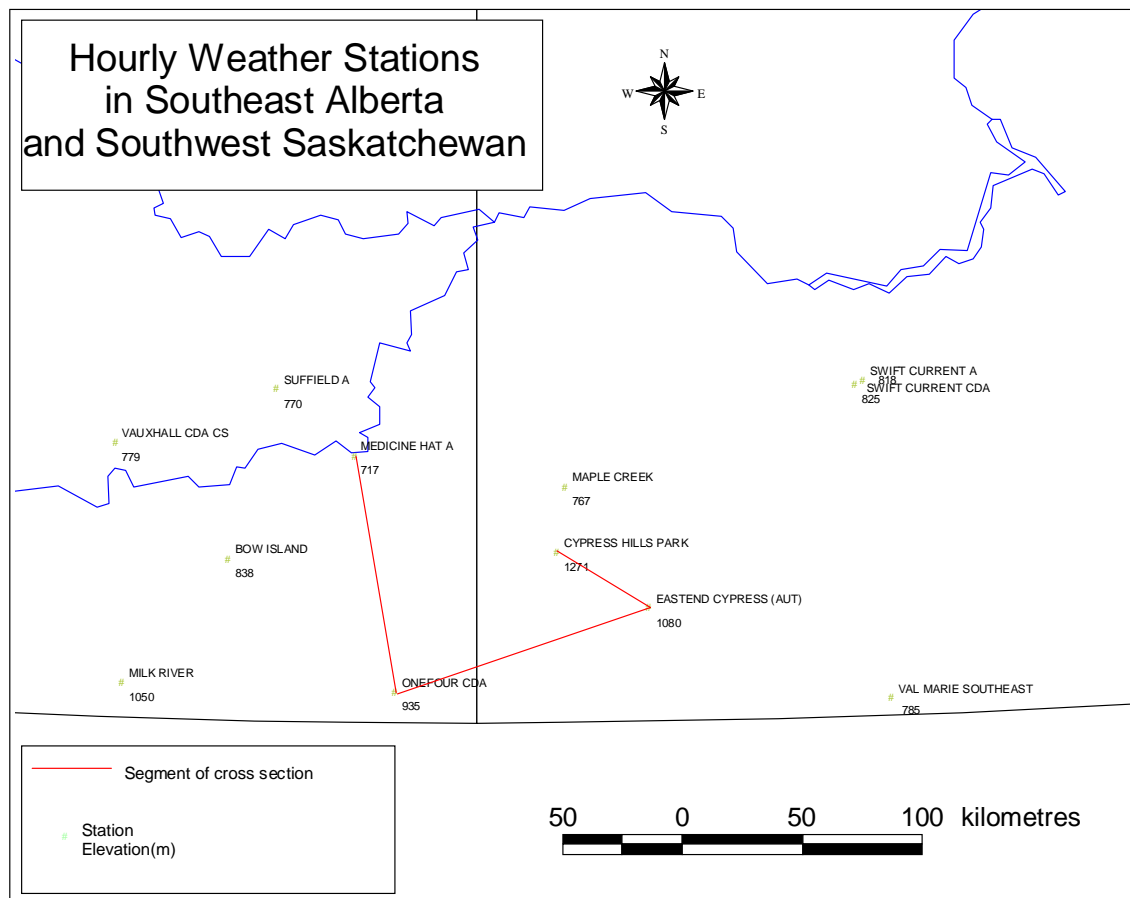 Hourly Weather Stations
in Southeast Alberta
and Southwest Saskatchewan
N
W
E
S
SUFFIELD A
770
SWIFT CURRENT A
818
SWIFT CURRENT CDA
825
VAUXHALL CDA CS
779
MEDICINE HAT A
717
MAPLE CREEK
767
BOW ISLAND
838
CYPRESS HILLS PARK
1271
EASTEND CYPRESS (AUT)
1080
MILK RIVER
1050
ONEFOUR CDA
935
VAL MARIE SOUTHEAST
785
Segment of cross section
Station
Elevation(m)
50 0 50 100 kilometres